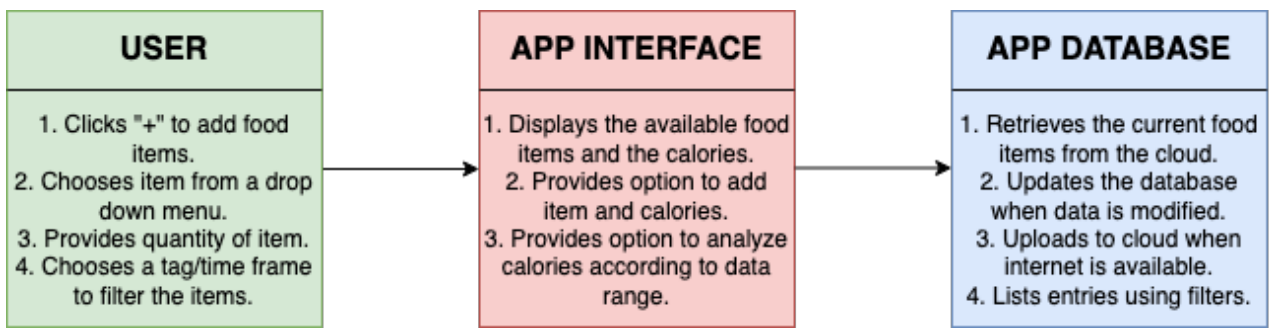 USER
1. Clicks "+" to add food
items.
2. Chooses item from a drop
down menu.
3. Provides quantity of item.
4. Chooses a tag/time frame
to filter the items.
APP INTERFACE
1. Displays the available food
items and the calories.
2. Provides option to add
item and calories.
3. Provides option to analyze
calories according to data
range.
APP DATABASE
1. Retrieves the current food
items from the cloud.
2. Updates the database
when data is modified.
3. Uploads to cloud when
internet is available.
4. Lists entries using filters.